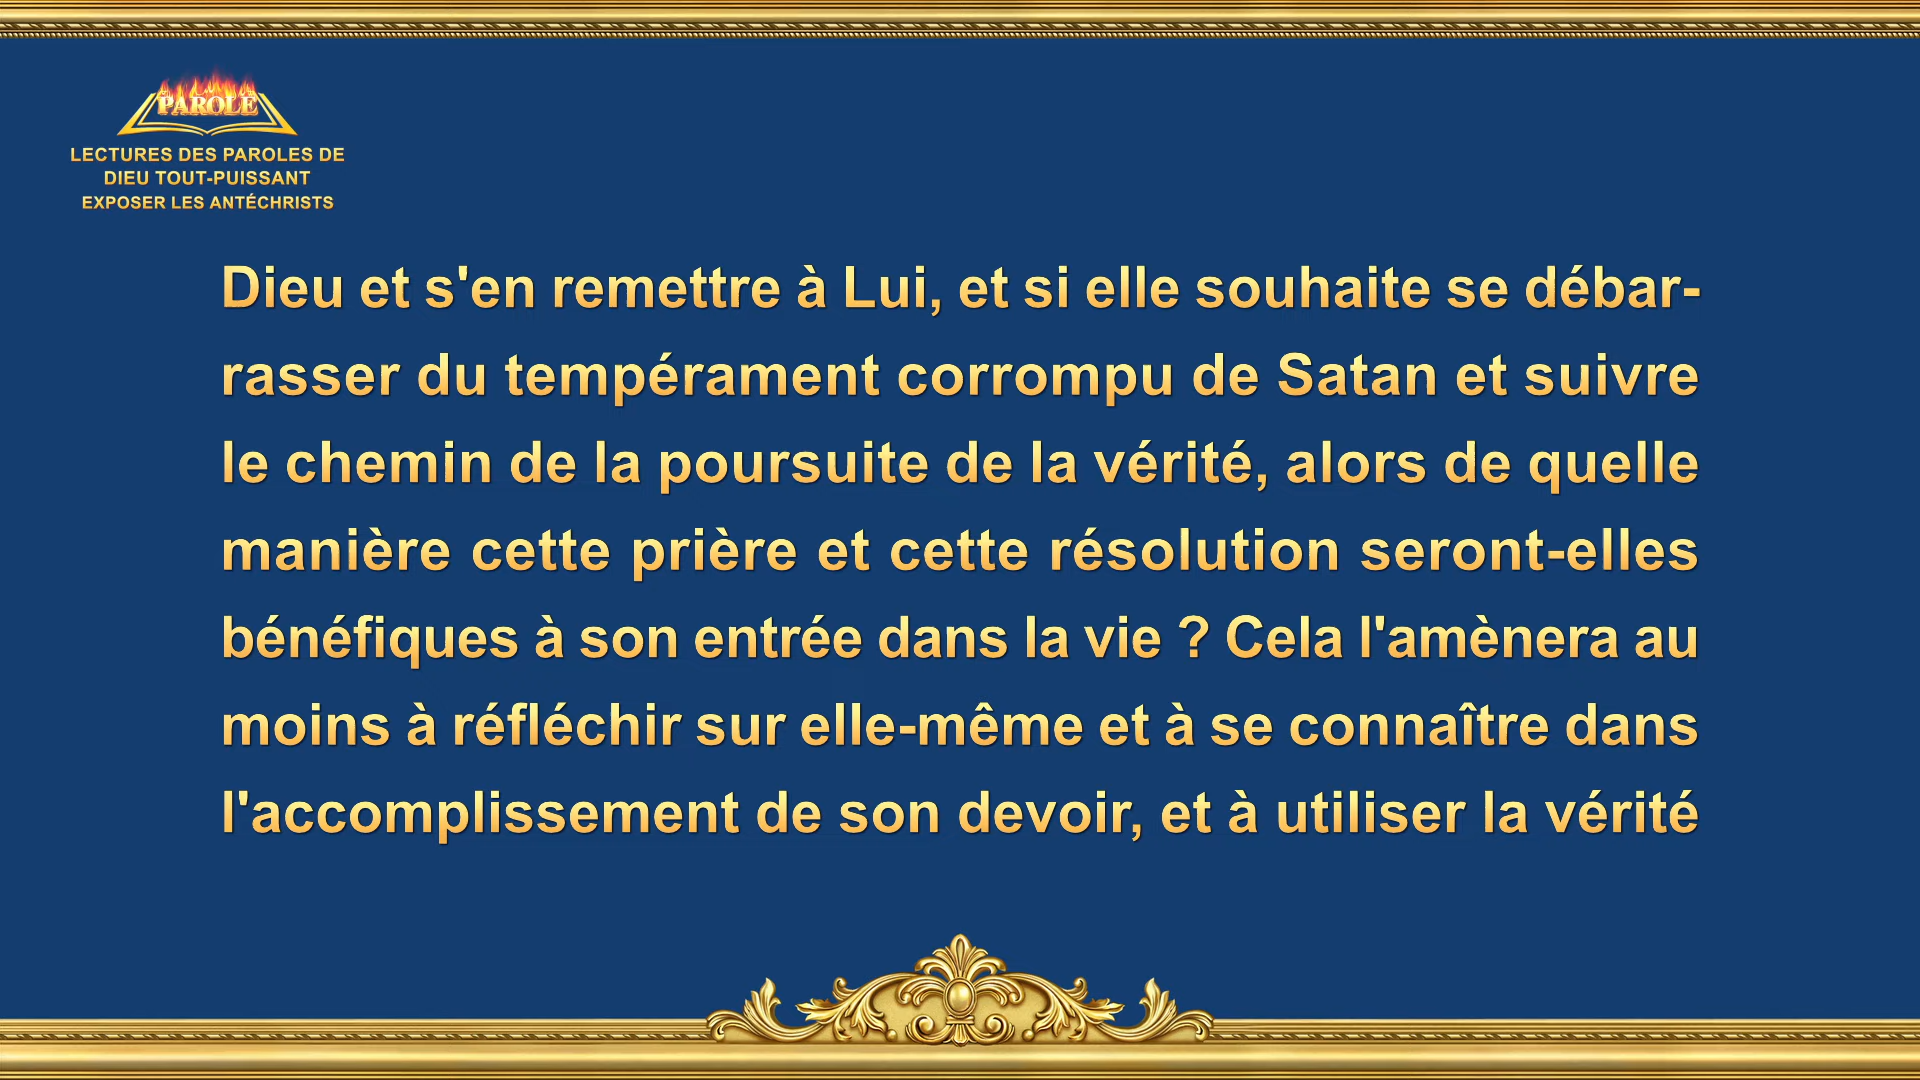 PAROLE
LECTURES DES PAROLES DE
DIEU TOUT-PUISSANT
EXPOSER LES ANTÉCHRISTS
Dieu et s'en remettre à Lui, et si elle souhaite se débar-
rasser du tempérament corrompu de Satan et suivre
le chemin de la poursuite de la vérité, alors de quelle
manière cette prière et cette résolution seront-elles
bénéfiques à son entrée dans la vie ? Cela l'amènera au
moins à réfléchir sur elle-même et à se connaître dans
l'accomplissement de son devoir, et à utiliser la vérité